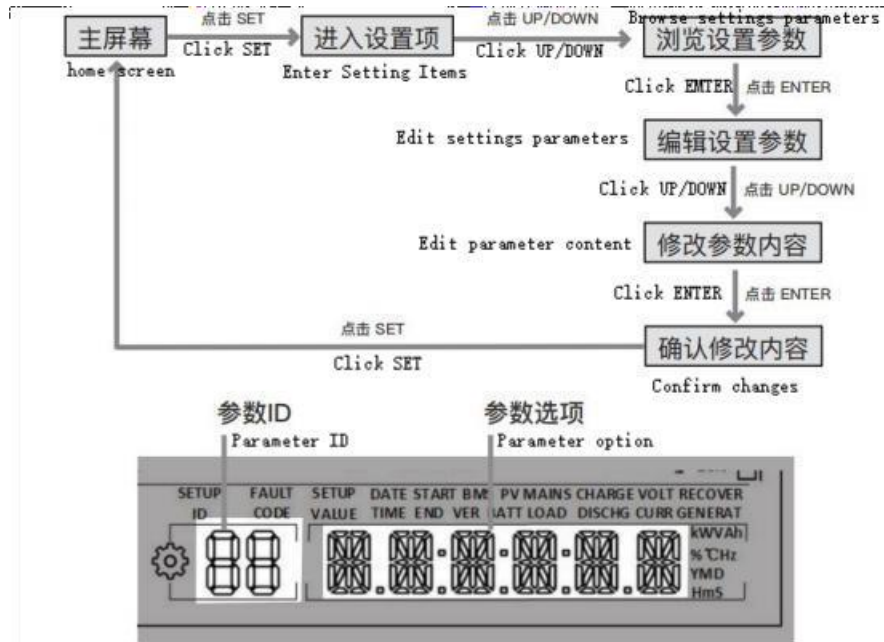 点击 SET
点击 UP/DOWN
Browse settings parameters
主屏幕
进入设置项
浏览设置参数
Click SET
Click UP/DOWN
home screen
Enter Setting Items
Click EMTER 点击 ENTER
Edit settings parameters
编辑设置参数
Click UP/DOWN 点击 UP/DOWN
Edit parameter content
修改参数内容
Click ENTER 点击 ENTER
点击 SET
Click SET
确认修改内容
Confirm changes
参数ID
参数选项
Parameter ID
Parameter option
SETUP FAULT SETUP DATE START BMS PV MAINS CHARGE VOLT RECOVER
ID CODE VALUE TIME END VER BATT LOAD DISCHG CURR GENERAT
kWVAh
% ℃Hz
YMD
HmS